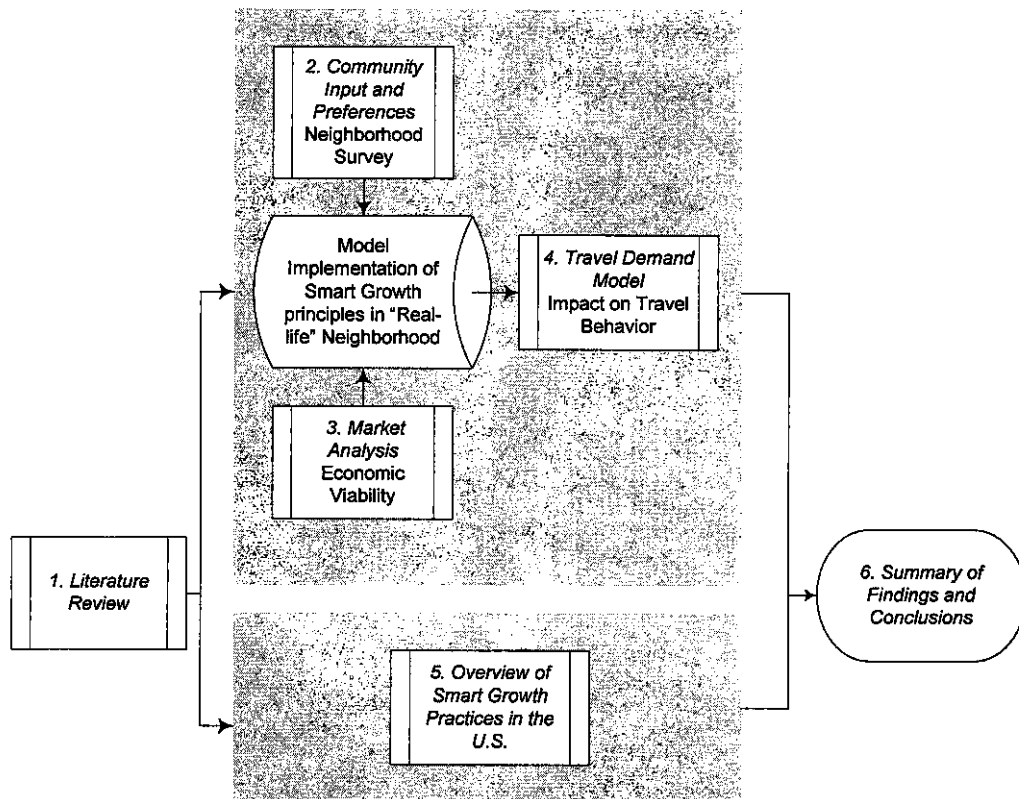 2. Community
Input and
Preferences
Neighborhood
Survey
Model
Implementation of
Smart Growth
principles in "Real-
life" Neighborhood
4. Travel Demand
Model
Impact on Travel
Behavior
3. Market
Analysis
Economic
Viability
1. Literature
Review
5. Overview of
Smart Growth
Practices in the
U.S.
6. Summary of
Findings and
Conclusions